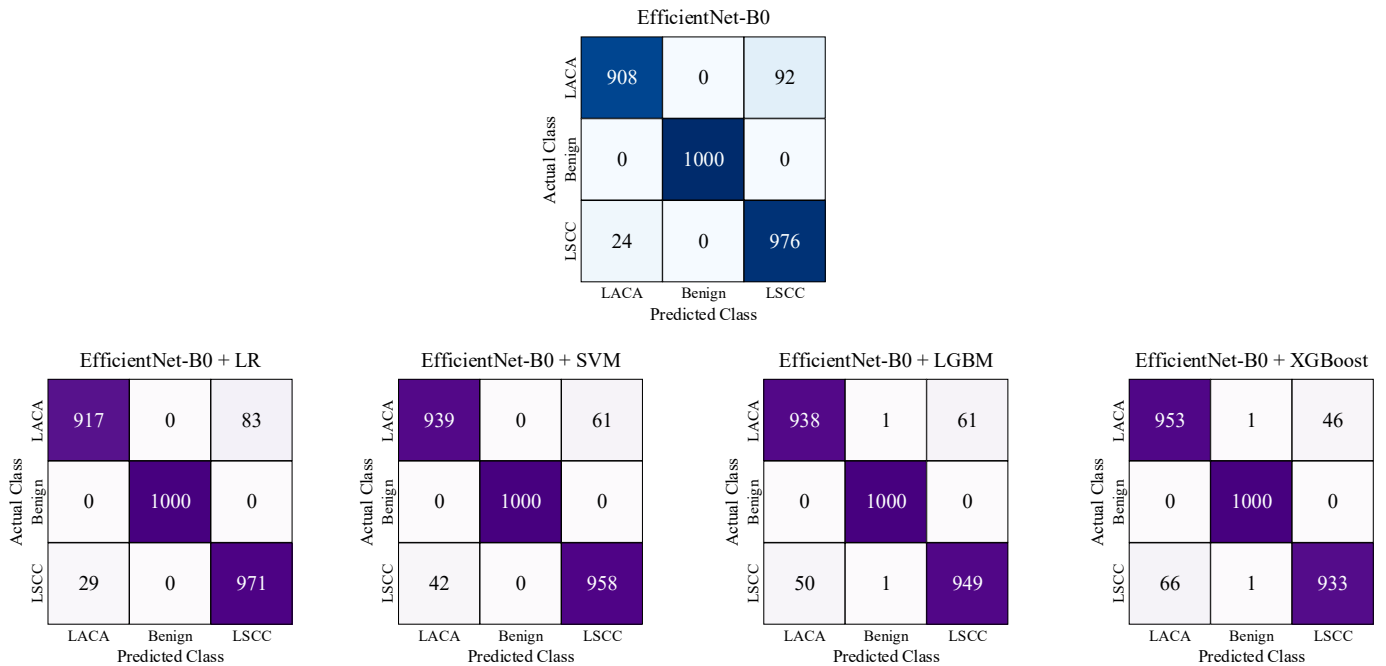 EfficientNet-B0
Actual Class
LACA
908 0 92
Benign
0 1000 0
LSCC
24 0 976
LACA Benign LSCC
Predicted Class
EfficientNet-B0 + LR
Actual Class
LACA
917 0 83
Benign
0 1000 0
LSCC
29 0 971
LACA Benign LSCC
Predicted Class
EfficientNet-B0 + SVM
Actual Class
LACA
939 0 61
Benign
0 1000 0
LSCC
42 0 958
LACA Benign LSCC
Predicted Class
EfficientNet-B0 + LGBM
Actual Class
LACA
938 1 61
Benign
0 1000 0
LSCC
50 1 949
LACA Benign LSCC
Predicted Class
EfficientNet-B0 + XGBoost
Actual Class
LACA
953 1 46
Benign
0 1000 0
LSCC
66 1 933
LACA Benign LSCC
Predicted Class